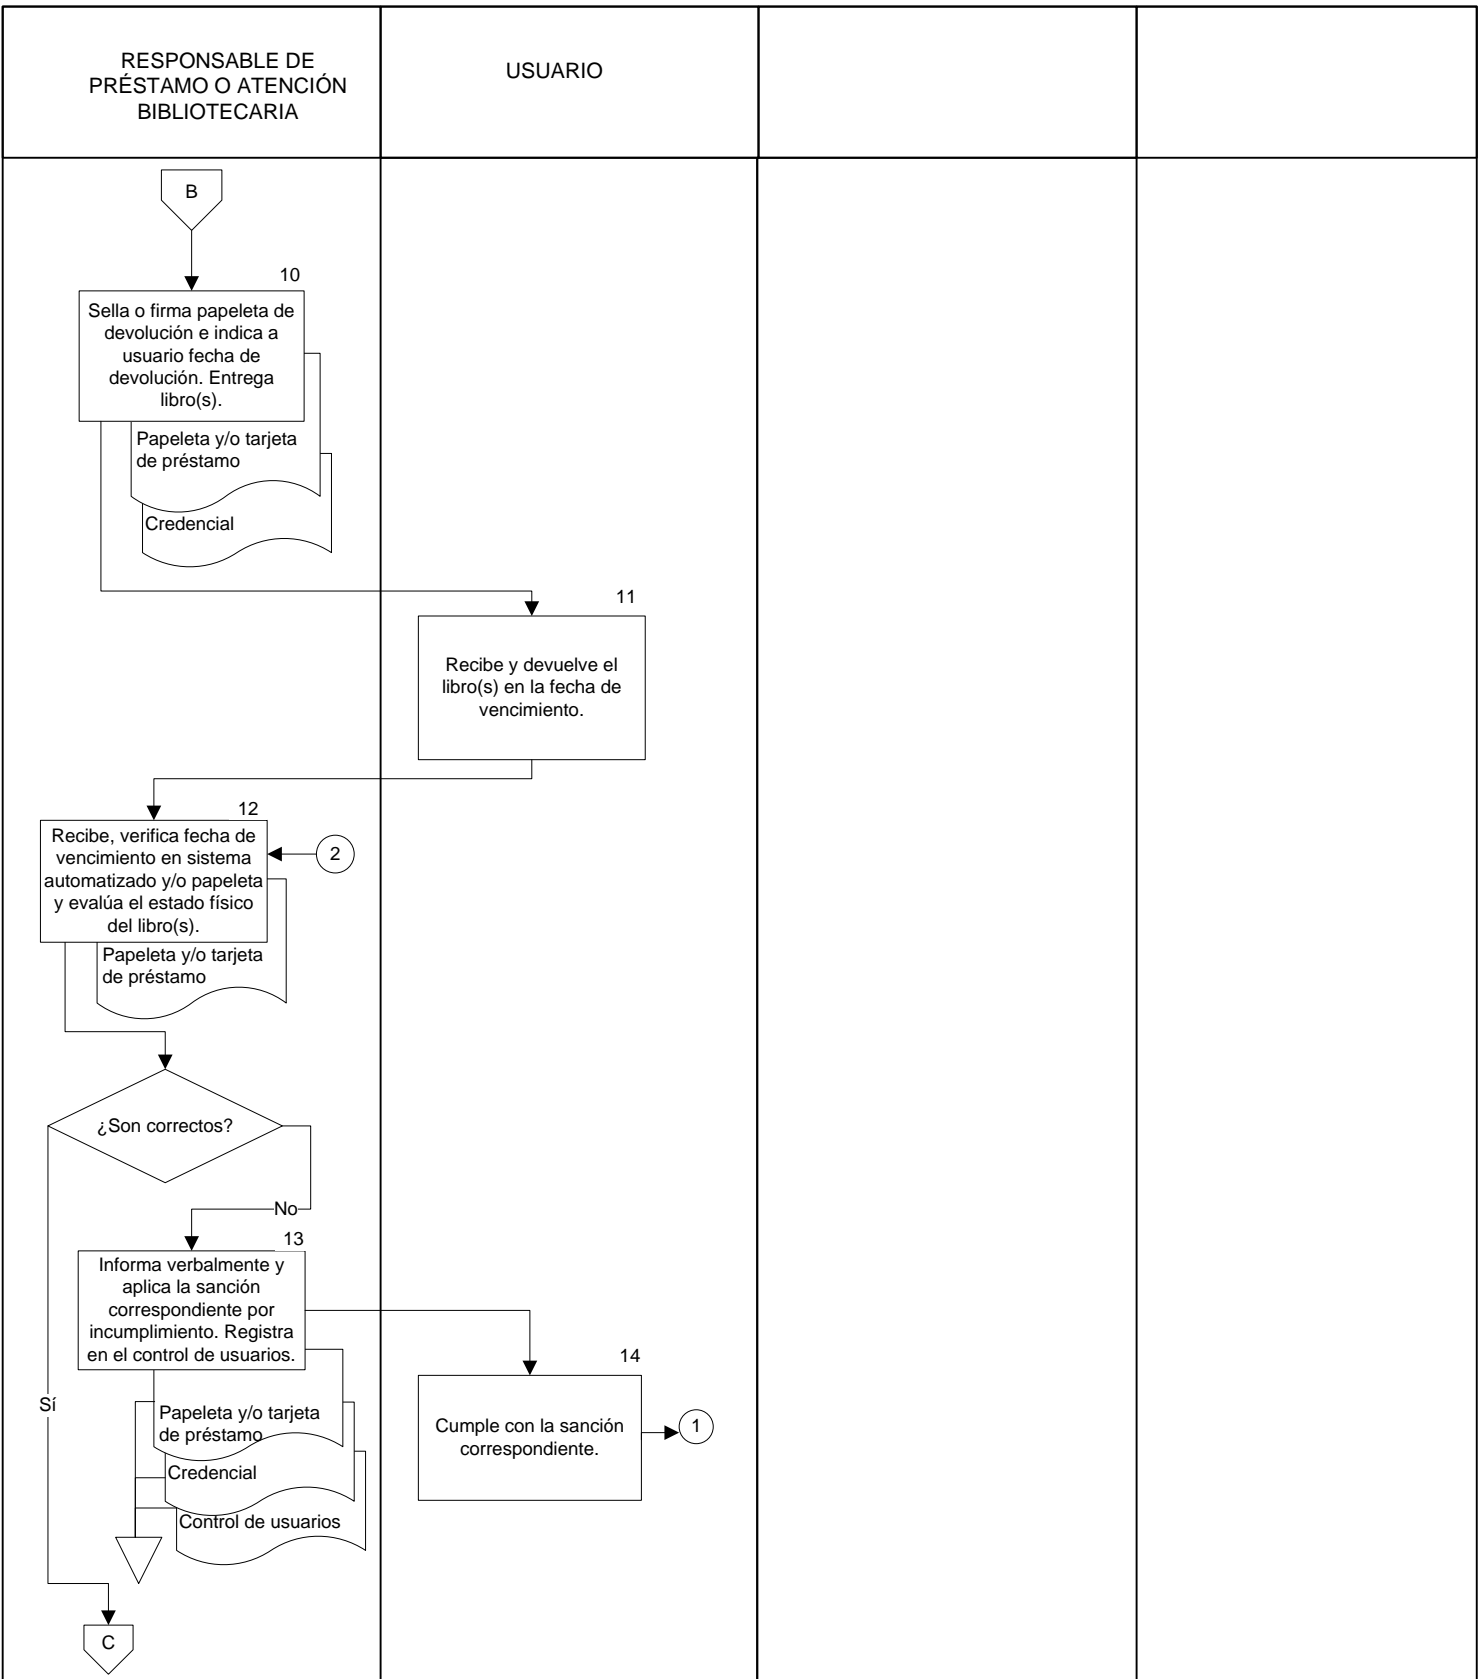 RESPONSABLE DE
PRÉSTAMO O ATENCIÓN
BIBLIOTECARIA
USUARIO
B
10
Sella o firma papeleta de
devolución e indica a
usuario fecha de
devolución. Entrega
libro(s).
Papeleta y/o tarjeta
de préstamo
Credencial
11
Recibe y devuelve el
libro(s) en la fecha de
vencimiento.
12
Recibe, verifica fecha de
vencimiento en sistema
automatizado y/o papeleta
y evalúa el estado físico
del libro(s).
2
Papeleta y/o tarjeta
de préstamo
¿Son correctos?
No
13
Informa verbalmente y
aplica la sanción
correspondiente por
incumplimiento. Registra
en el control de usuarios.
14
Sí
Papeleta y/o tarjeta
de préstamo
Credencial
Control de usuarios
Cumple con la sanción
correspondiente.
1
C